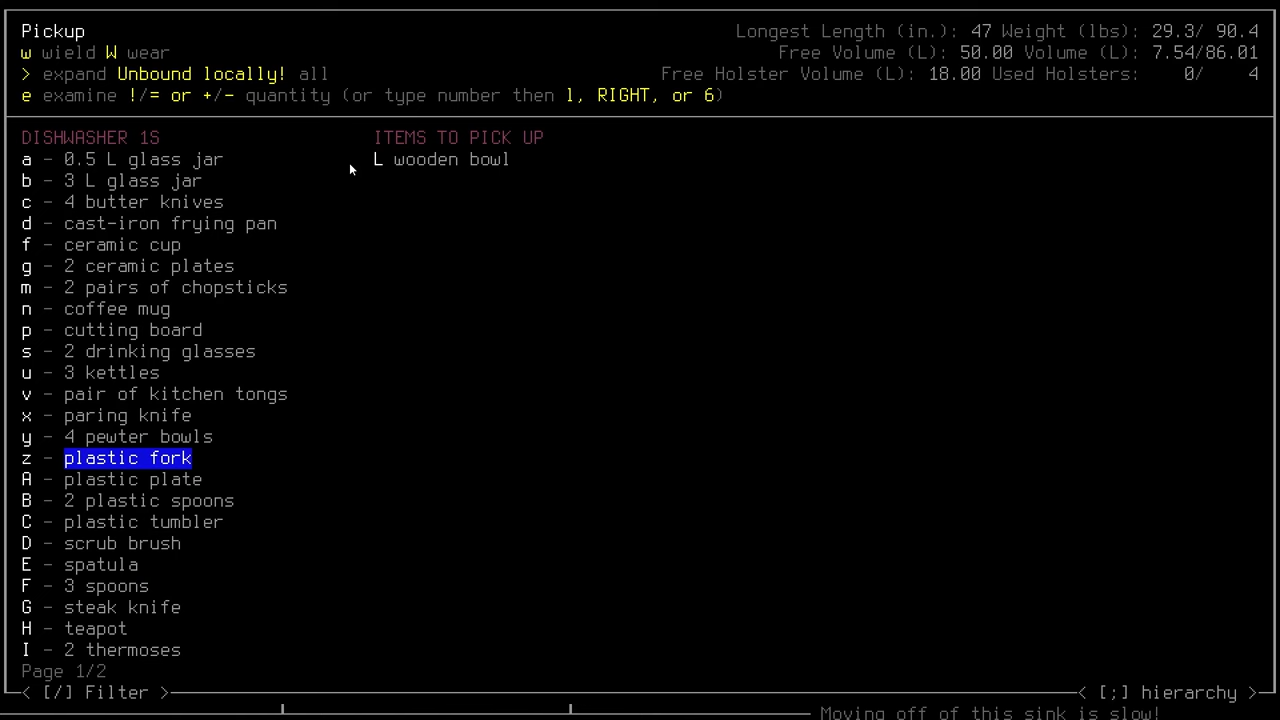 Pickup
Longest Length (in.): 47 Weight (lbs): 29.3/ 90.4
w wield W wear
Free Volume (L): 50.00 Volume (L): 7.54/86.01
> expand Unbound locally! all
Free Holster Volume (L): 18.00 Used Holsters: 0/ 4
e examine !/= or +/- quantity (or type number then l, RIGHT, or 6)
DISHWASHER 1S
ITEMS TO PICK UP
a - 0.5 L glass jar
L wooden bowl
b - 3 L glass jar
c - 4 butter knives
d - cast-iron frying pan
f - ceramic cup
g - 2 ceramic plates
m - 2 pairs of chopsticks
n - coffee mug
p - cutting board
s - 2 drinking glasses
u - 3 kettles
v - pair of kitchen tongs
x - paring knife
y - 4 pewter bowls
z - plastic fork
A - plastic plate
B - 2 plastic spoons
C - plastic tumbler
D - scrub brush
E - spatula
F - 3 spoons
G - steak knife
H - teapot
I - 2 thermoses
Page 1/2
< [/] Filter >
< [;] hierarchy >
Moving off of this sink is slow!